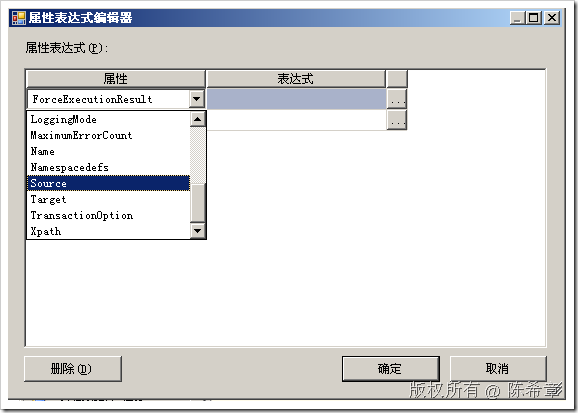 属性表达式编辑器
属性表达式(P):
属性 表达式
ForceExecutionResult ...
LoggingMode ...
MaximumErrorCount
Name
Namespacedefs
Source
Target
TransactionOption
Xpath
删除(D) 确定 取消
版权所有 @ 陈希章